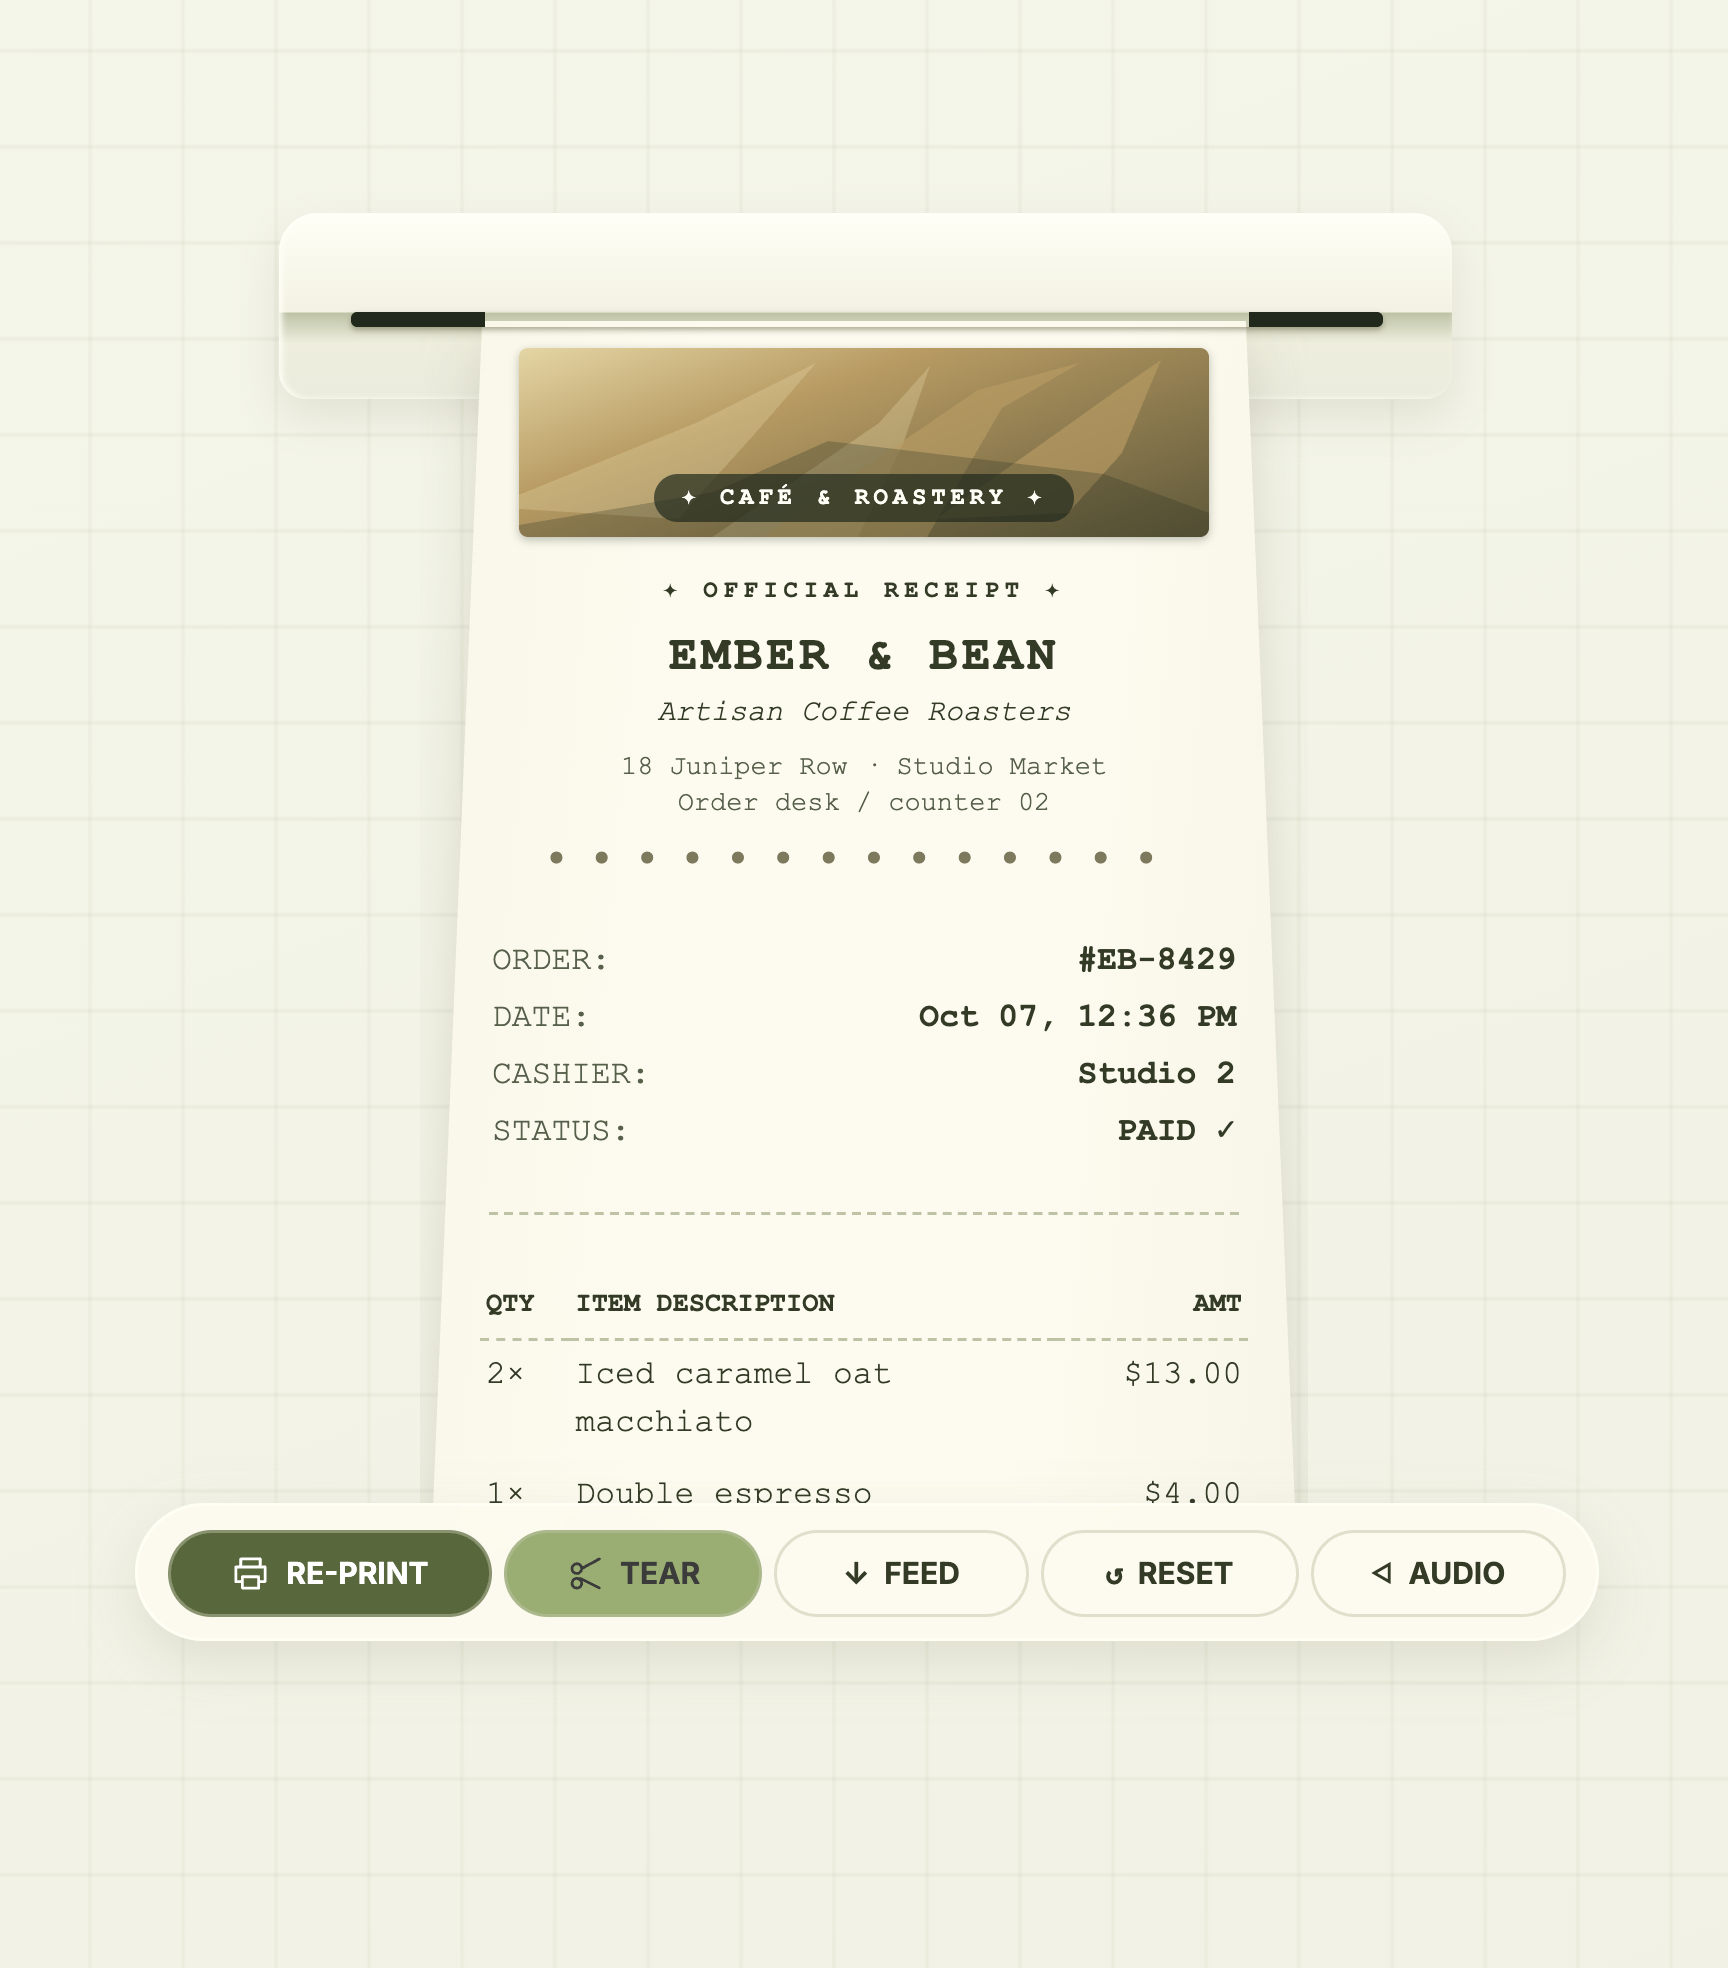 ✦ CAFÉ & ROASTERY ✦
✦ OFFICIAL RECEIPT ✦
EMBER & BEAN
Artisan Coffee Roasters
18 Juniper Row · Studio Market
Order desk / counter 02
ORDER: #EB-8429
DATE: Oct 07, 12:36 PM
CASHIER: Studio 2
STATUS: PAID ✓
QTY ITEM DESCRIPTION AMT
2× Iced caramel oat $13.00
macchiato
1× Double espresso $4.00
RE-PRINT TEAR ↓ FEED ↺ RESET AUDIO